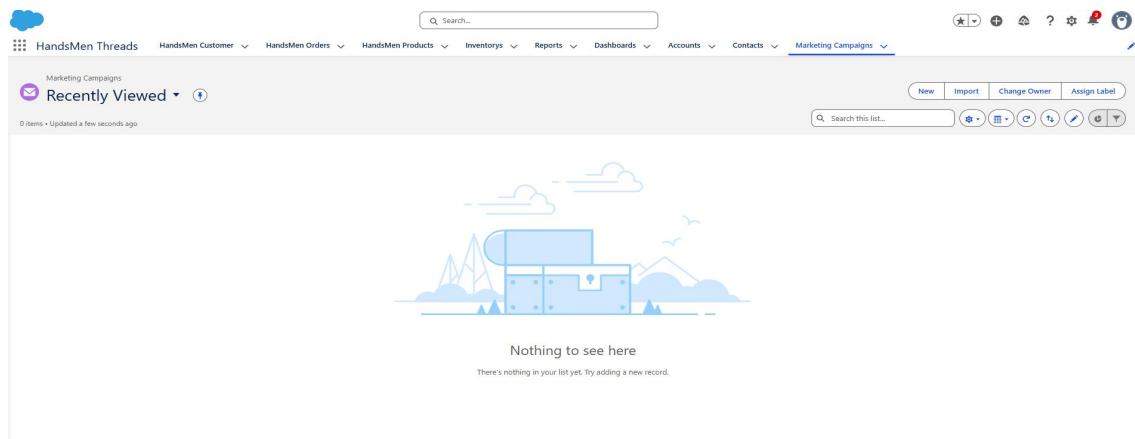 Search...
2
HandsMen Threads HandsMen Customer HandsMen Orders HandsMen Products Inventorys Reports Dashboards Accounts Contacts Marketing Campaigns
Marketing Campaigns
Recently Viewed
New Import Change Owner Assign Label
0 items • Updated a few seconds ago
Search this list...
Nothing to see here
There's nothing in your list yet. Try adding a new record.